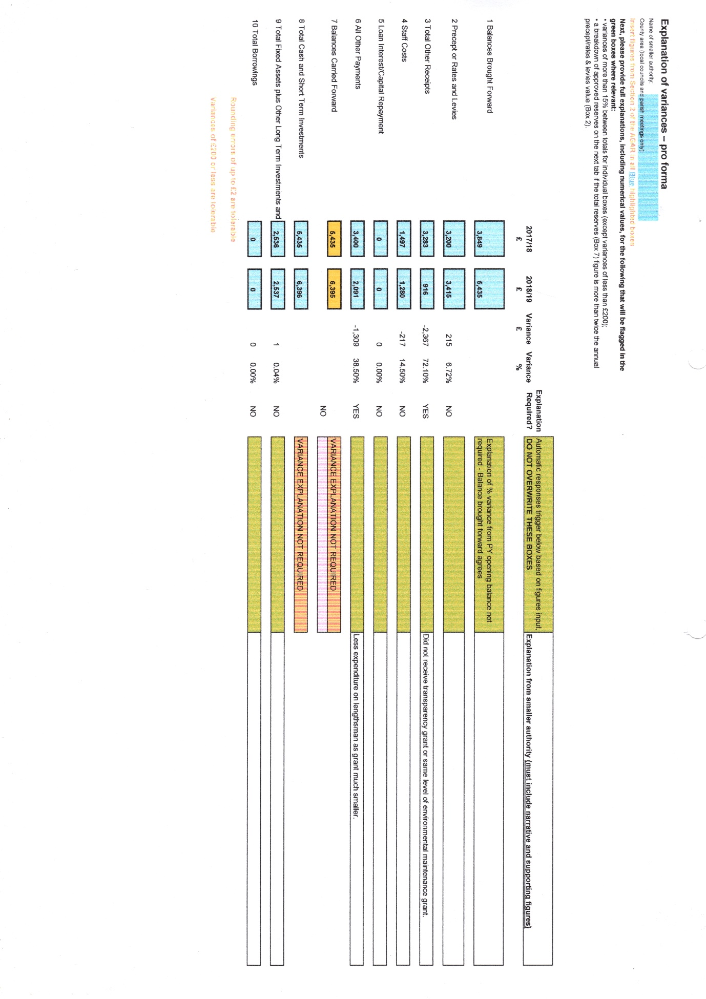 Explanation of variances – pro forma
Name of smaller authority:
County area (local councils and parish meetings only):
Insert figures from Section 2 of the AGAR in all Blue highlighted boxes
Next, please provide full explanations, including numerical values, for the following that will be flagged in the
green boxes where relevant:
• variances of more than 15% between totals for individual boxes (except variances of less than £200);
• a breakdown of approved reserves on the next tab if the total reserves (Box 7) figure is more than twice the annual
precept/rates & levies value (Box 2).
2017/18 £ 2018/19 £ Variance £ Variance % Explanation Required? Automatic responses trigger below based on figures input,
DO NOT OVERWRITE THESE BOXES Explanation from smaller authority (must include narrative and supporting figures)
1 Balances Brought Forward 3,849 5,435 Explanation of % variance from PY opening balance not
required - Balance brought forward agrees
2 Precept or Rates and Levies 3,200 3,415 215 6.72% NO
3 Total Other Receipts 3,283 916 -2,367 72.10% YES Did not receive transparency grant or same level of environmental maintenance grant.
4 Staff Costs 1,497 1,280 -217 14.50% NO
5 Loan Interest/Capital Repayment 0 0 0 0.00% NO
6 All Other Payments 3,400 2,091 -1,309 38.50% YES Less expenditure on lengthsman as grant much smaller.
7 Balances Carried Forward 5,435 6,395 VARIANCE EXPLANATION NOT REQUIRED
NO
8 Total Cash and Short Term Investments 5,435 6,396 VARIANCE EXPLANATION NOT REQUIRED
9 Total Fixed Assets plus Other Long Term Investments and 2,536 2,537 1 0.04% NO
10 Total Borrowings 0 0 0 0.00% NO
Rounding errors of up to £2 are tolerable
Variances of £200 or less are tolerable